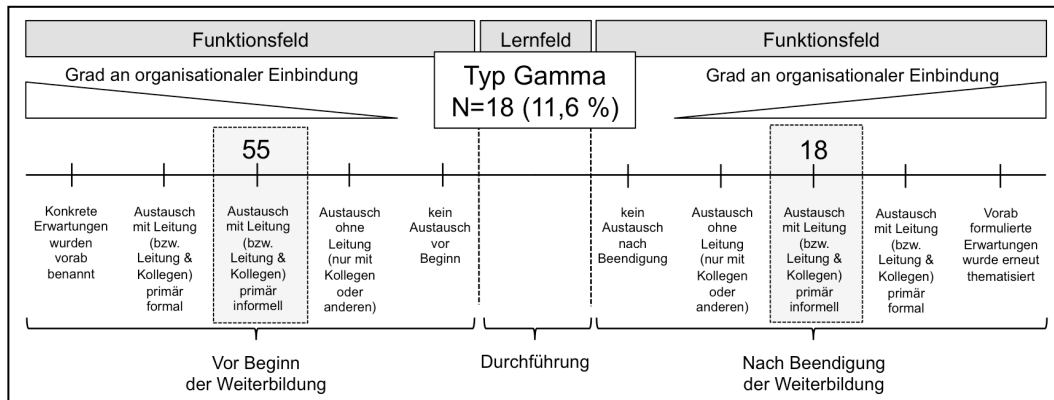 Funktionsfeld
Lernfeld
Funktionsfeld
Grad an organisationaler Einbindung
Typ Gamma
N=18 (11,6 %)
Grad an organisationaler Einbindung
55
18
Konkrete
Erwartungen
wurden
vorab
benannt
Austausch
mit Leitung
(bzw.
Leitung &
Kollegen)
primär
formal
Austausch
mit Leitung
(bzw.
Leitung &
Kollegen)
primär
informell
Austausch
ohne
Leitung
(nur mit
Kollegen
oder
anderen)
kein
Austausch
vor
Beginn
kein
Austausch
nach
Beendigung
Austausch
ohne
Leitung
(nur mit
Kollegen
oder
anderen)
Austausch
mit Leitung
(bzw.
Leitung &
Kollegen)
primär
informell
Austausch
mit Leitung
(bzw.
Leitung &
Kollegen)
primär
formal
Vorab
formulierte
Erwartungen
wurde erneut
thematisiert
Vor Beginn
der Weiterbildung
Durchführung
Nach Beendigung
der Weiterbildung